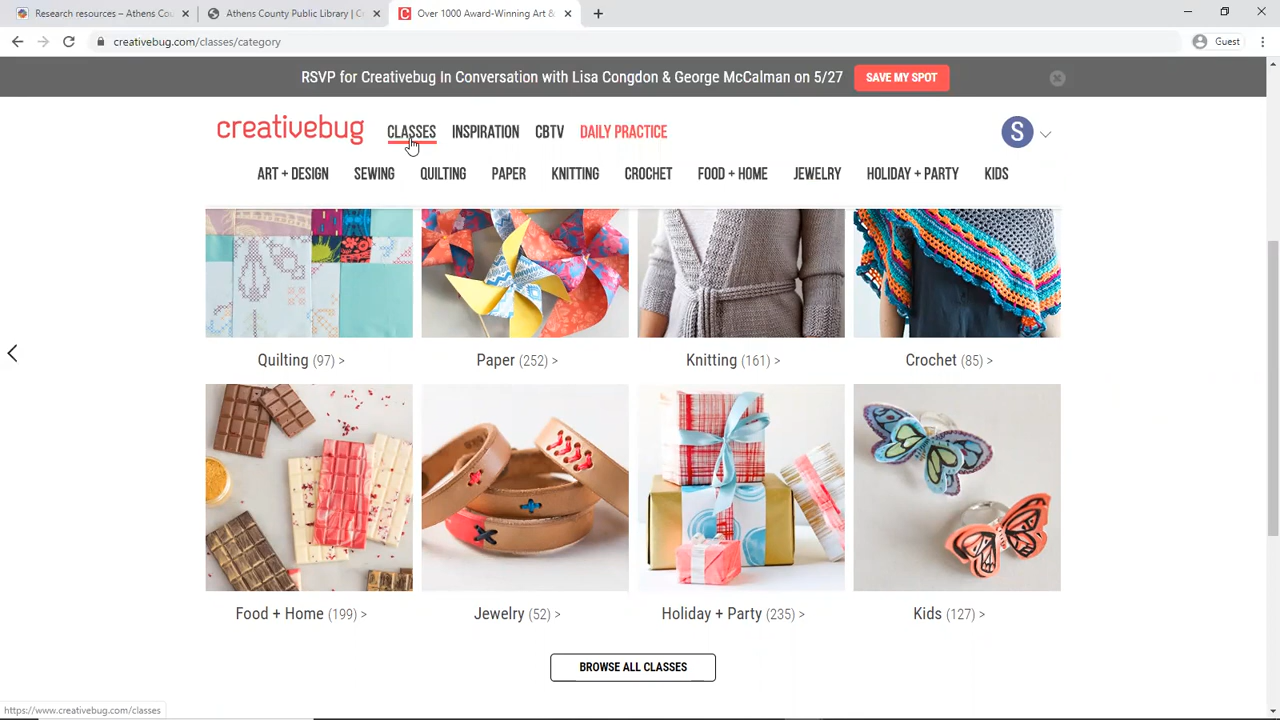 Research resources – Athens Cou
Athens County Public Library | C
Over 1000 Award-Winning Art &
creativebug.com/classes/category
Guest
RSVP for Creativebug In Conversation with Lisa Congdon & George McCalman on 5/27
SAVE MY SPOT
creativebug
CLASSES
INSPIRATION
CBTV
DAILY PRACTICE
S
ART + DESIGN
SEWING
QUILTING
PAPER
KNITTING
CROCHET
FOOD + HOME
JEWELRY
HOLIDAY + PARTY
KIDS
Quilting (97) >
Paper (252) >
Knitting (161) >
Crochet (85) >
Food + Home (199) >
Jewelry (52) >
Holiday + Party (235) >
Kids (127) >
BROWSE ALL CLASSES
https://www.creativebug.com/classes